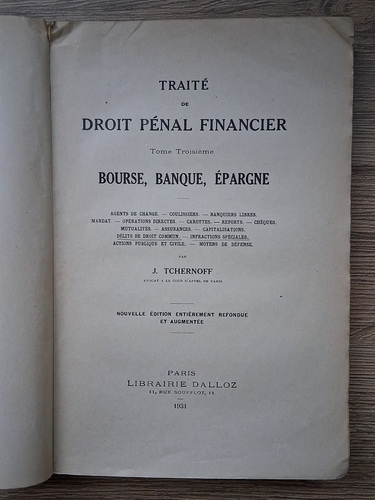 TRAITÉ
DE
DROIT PÉNAL FINANCIER
Tome Troisième
BOURSE, BANQUE, ÉPARGNE
AGENTS DE CHANGE. — COULISSIERS. — BANQUIERS LIBRES.
MANDAT. — OPÉRATIONS DIRECTES. — CAROTTES. — REPORTS. — CHÈQUES.
MUTUALITÉS. — ASSURANCES. — CAPITALISATIONS.
DÉLITS DE DROIT COMMUN. — INFRACTIONS SPÉCIALES.
ACTIONS PUBLIQUE ET CIVILE. — MOYENS DE DÉFENSE.
PAR
J. TCHERNOFF
AVOCAT A LA COUR D'APPEL DE PARIS
NOUVELLE ÉDITION ENTIÈREMENT REFONDUE
ET AUGMENTÉE
PARIS
LIBRAIRIE DALLOZ
11, RUE SOUFFLOT, 11
1931